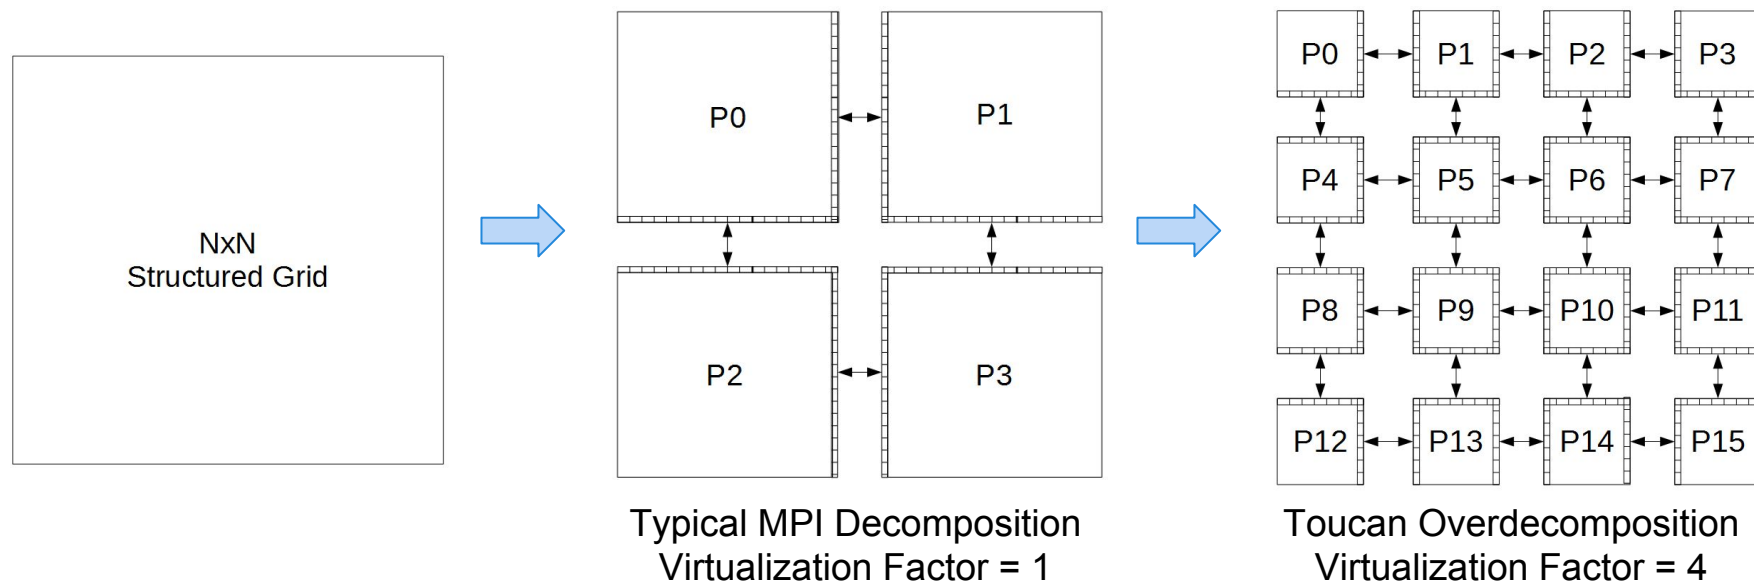 NxN
Structured Grid
P0
P1
P2
P3
Typical MPI Decomposition
Virtualization Factor = 1
P0
P1
P2
P3
P4
P5
P6
P7
P8
P9
P10
P11
P12
P13
P14
P15
Toucan Overdecomposition
Virtualization Factor = 4